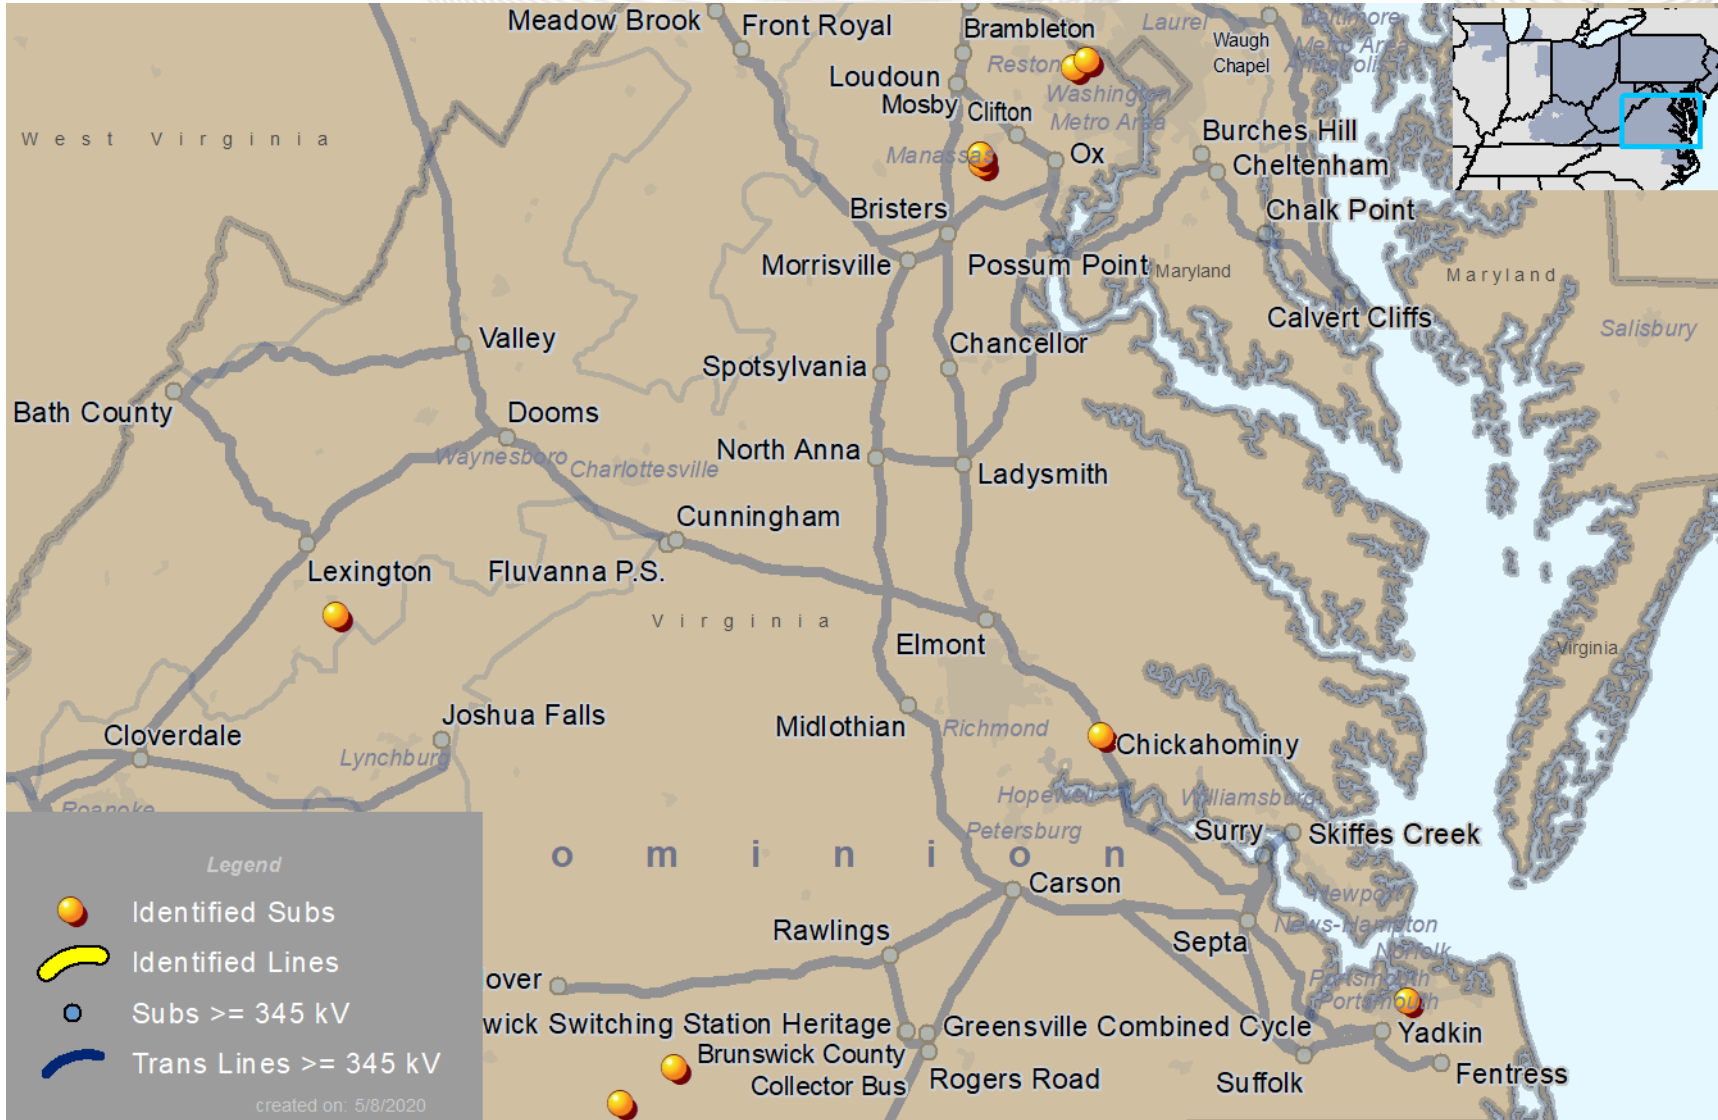 Meadow Brook
Front Royal
Brambleton
Laurel
Baltimore
Metro Area
Waugh
Chapel
Reston
Loudoun
Mosby
Clifton
Washington
Metro Area
West Virginia
Burches Hill
Manassas
Ox
Cheltenham
Bristers
Chalk Point
Morrisville
Possum Point
Maryland
Maryland
Calvert Cliffs
Salisbury
Valley
Chancellor
Spotsylvania
Bath County
Dooms
Waynesboro
Charlottesville
North Anna
Ladysmith
Cunningham
Lexington
Fluvanna P.S.
Virginia
Elmont
Virginia
Joshua Falls
Midlothian
Richmond
Cloverdale
Lynchburg
Chickahominy
Hopewell
Williamsburg
Roanoke
Petersburg
Surry
Skiffes Creek
ominion
Carson
Newport
News-Hampton
Rawlings
Septa
Norfolk
Portsmouth
Portsmouth
over
wick Switching Station Heritage
Greensville Combined Cycle
Yadkin
Brunswick County
Collector Bus
Rogers Road
Suffolk
Fentress
Legend
Identified Subs
Identified Lines
Subs >= 345 kV
Trans Lines >= 345 kV
created on: 5/8/2020